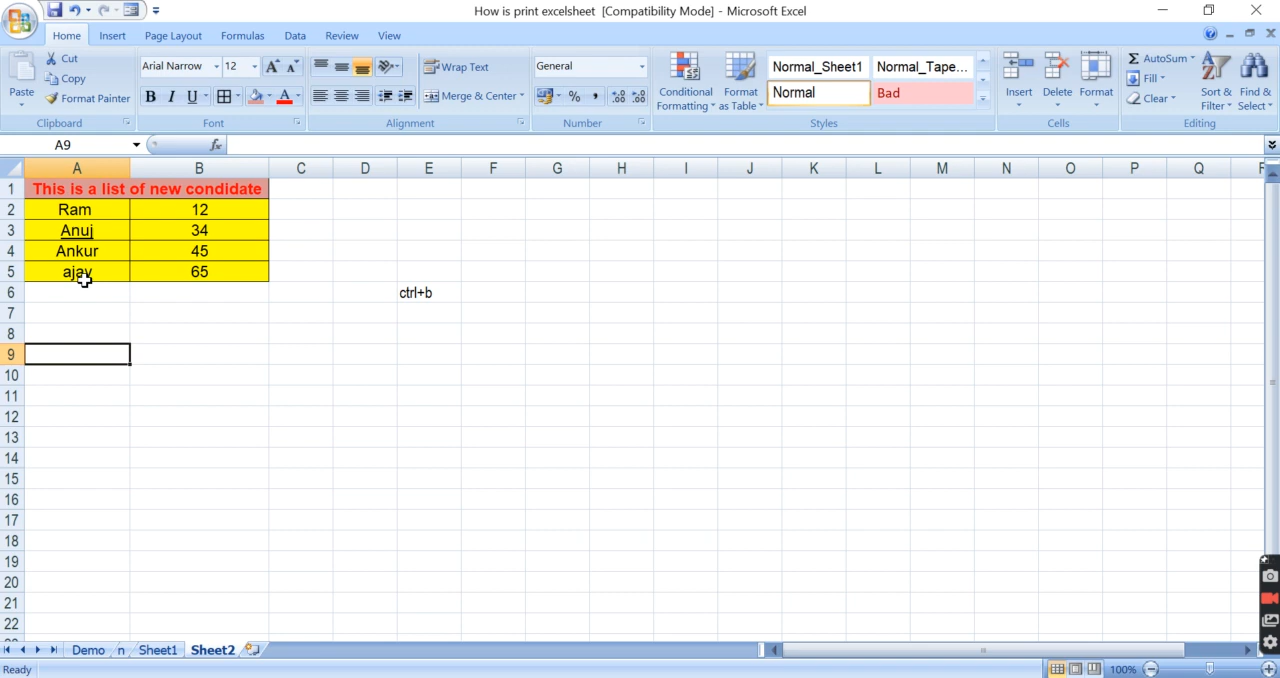 How is print excelsheet [Compatibility Mode] - Microsoft Excel
Home Insert Page Layout Formulas Data Review View
Paste Cut Copy Format Painter
Clipboard
Arial Narrow 12
B I U A
Font
Wrap Text
Merge & Center
Alignment
General
% ,
Number
Conditional Formatting
Format as Table
Normal_Sheet1 Normal_Tape...
Normal Bad
Styles
Insert Delete Format
Cells
Σ AutoSum
Fill
Clear
Sort & Filter
Find & Select
Editing
A9 fx
A B C D E F G H I J K L M N O P Q
1 This is a list of new condidate
2 Ram 12
3 Anuj 34
4 Ankur 45
5 ajay 65
6 ctrl+b
7
8
9
10
11
12
13
14
15
16
17
18
19
20
21
22
Demo n Sheet1 Sheet2
Ready 100%